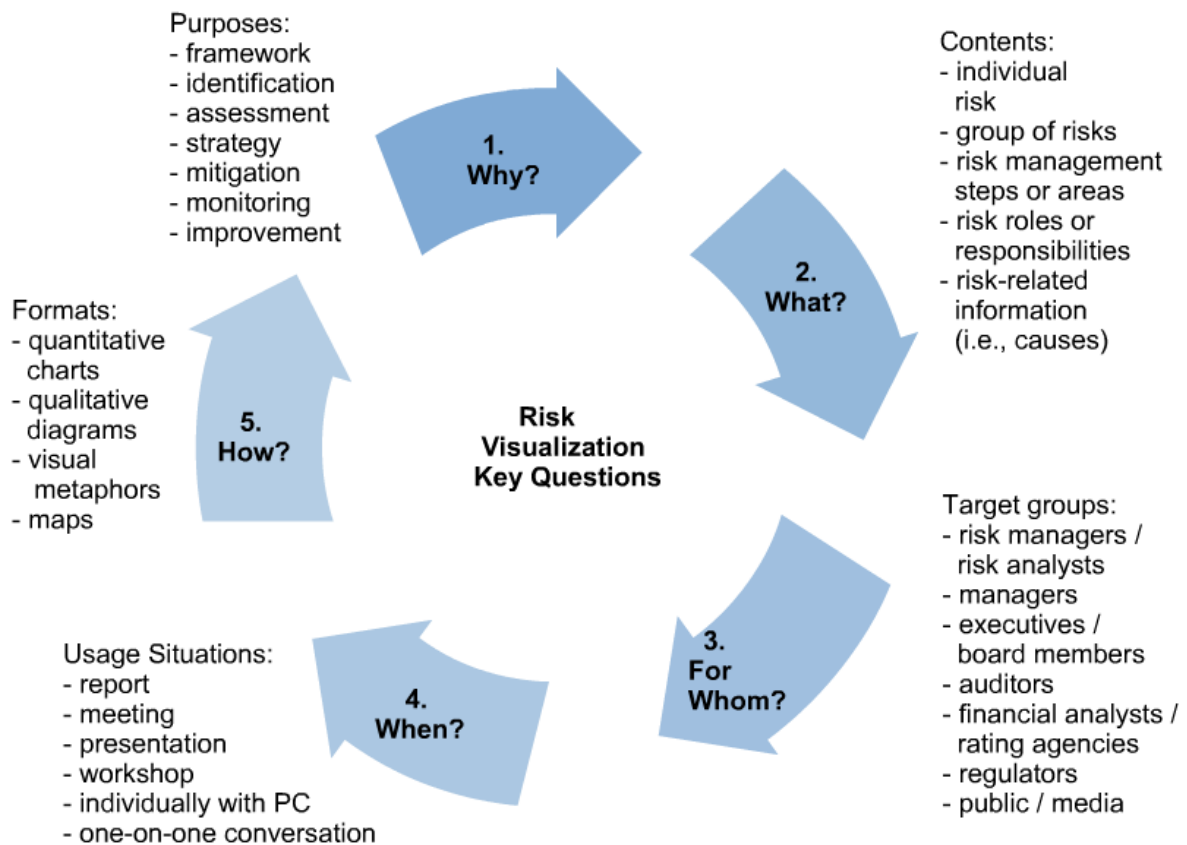 Purposes:
- framework
- identification
- assessment
- strategy
- mitigation
- monitoring
- improvement
1.
Why?
Contents:
- individual
risk
- group of risks
- risk management
steps or areas
- risk roles or
responsibilities
- risk-related
information
(i.e., causes)
2.
What?
Risk
Visualization
Key Questions
Target groups:
- risk managers /
risk analysts
- managers
- executives /
board members
- auditors
- financial analysts /
rating agencies
- regulators
- public / media
3.
For
Whom?
Usage Situations:
- report
- meeting
- presentation
- workshop
- individually with PC
- one-on-one conversation
4.
When?
Formats:
- quantitative
charts
- qualitative
diagrams
- visual
metaphors
- maps
5.
How?